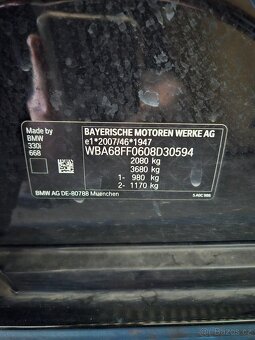 Made by
BMW
330i
668
BAYERISCHE MOTOREN WERKE AG
e1*2007/46*1947
WBA68FF0608D30594
2080 kg
3680 kg
1- 980 kg
2- 1170 kg
BMW AG DE-80788 Muenchen